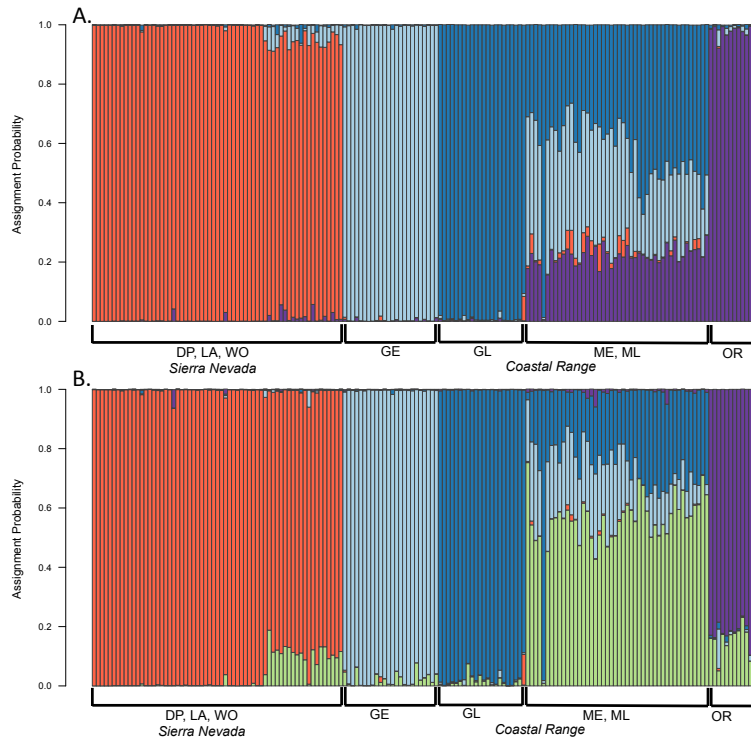 A.
1.0
0.8
0.6
0.4
0.2
0.0
Assignment Probability
DP, LA, WO GE GL ME, ML OR
Sierra Nevada Coastal Range
B.
1.0
0.8
0.6
0.4
0.2
0.0
Assignment Probability
DP, LA, WO GE GL ME, ML OR
Sierra Nevada Coastal Range